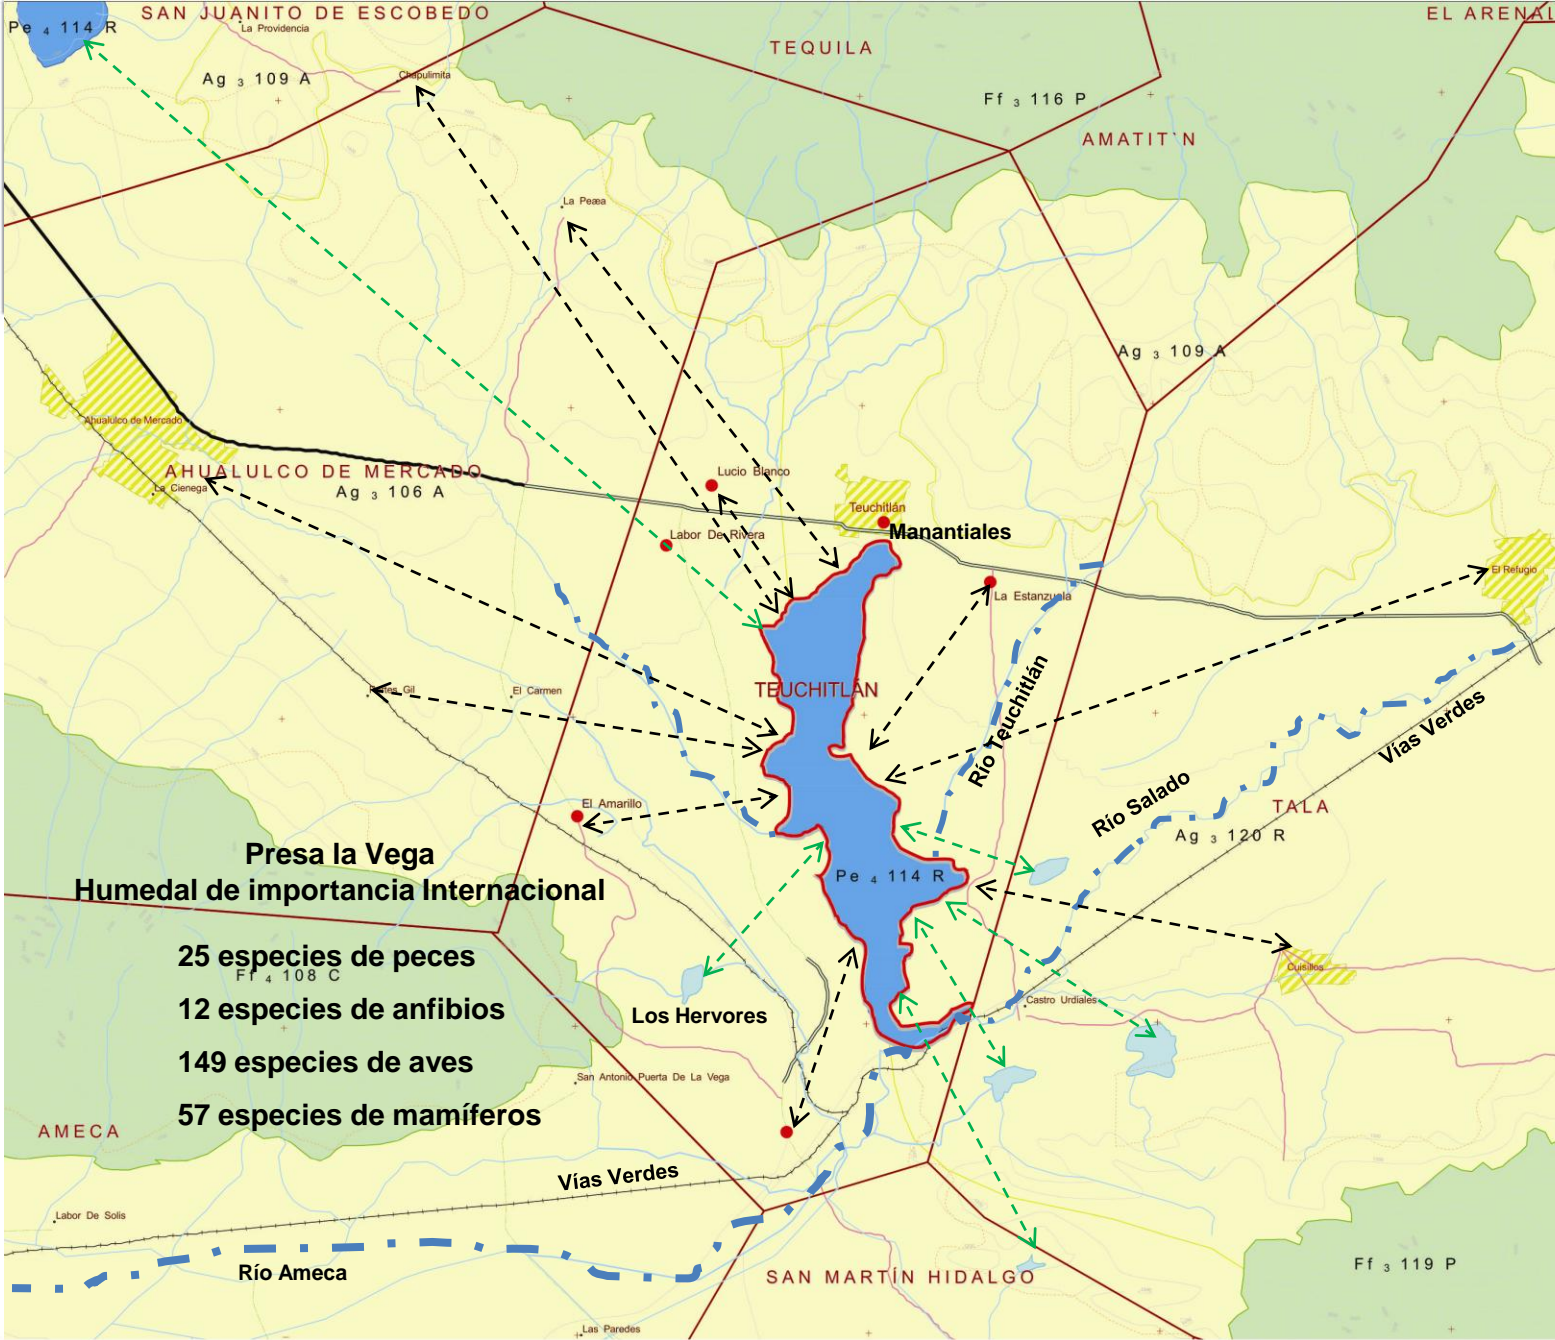 SAN JUANITO DE ESCOBEDO
EL ARENAL
Pe 4 114 R
La Providencia
TEQUILA
Ag 3 109 A
Chapulimita
Ff 3 116 P
AMATIT`N
La Peæa
Ag 3 109 A
Ahualulco de Mercado
AHUALULCO DE MERCADO
La Cienega
Ag 3 106 A
Lucio Blanco
Teuchitlán
Manantiales
Labor De Rivera
El Refugio
La Estanzuela
Portes Gil
El Carmen
TEUCHITLÁN
Río Teuchitlán
Vías Verdes
El Amarillo
Río Salado
TALA
Ag 3 120 R
Presa la Vega
Humedal de importancia Internacional
Pe 4 114 R
25 especies de peces
Ff 4 108 C
Cuisillos
12 especies de anfibios
Los Hervores
Castro Urdiales
149 especies de aves
San Antonio Puerta De La Vega
57 especies de mamíferos
AMECA
Vías Verdes
Labor De Solis
Río Ameca
SAN MARTÍN HIDALGO
Ff 3 119 P
Las Paredes